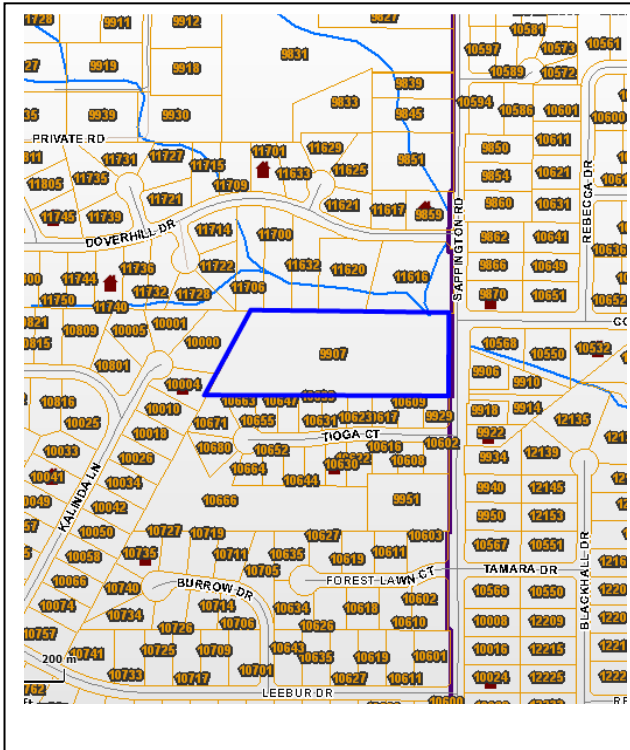 11728 9911 9912 9827 10581 10561
9919 9918 9831 10597 10573
10589 10572
9939 9930 9833 9839 9845 10594 10586 10601 10600
PRIVATE RD
11731 11727 11715 11701 11629 9851 9850 10611
11805 11735 11709 11633 11625 9854 10621
11745 11739 11721 11621 11617 9859 9860 10631
DOVERHILL DR
11714 11700 9862 10641 10636
SAPPINGTON RD
REBECCA DR
11744 11736 11722 11632 11620 11616 9866 10649
11750 11740 11732 11728 11706 9870 10651 10652
10821 10809 10005 10001
10815 10801 10000 9907 10568 10550 10532
9906 9910
10004 10663 10647 10609 9918 9914
10816 10010 10671 10655 10631 10623 10617 9929 9922 12135
10025 10018 10680 10652
TIOGA CT
10616 10602 9934 12139
10033 10026 10664 10630 10608
10041 10034 10644 9940 12145
10049 10042 10666 9951 9950 12153
KALINDA LN
10050 10727 10719 10627 10603 10567 10551
10058 10735 10711 10635 10619 10611
10066 10705
FOREST LAWN CT
TAMARA DR
BLACKHALL DR
10740
BURROW DR
10566 10550
10074 10734 10714 10634 10618 10602 10008 12209
10757 10726 10706 10626 10610
10741 10725 10709 10643 10635 10619 10601 10016 12215
200 m
10733 10717 10701 10627 10611 10024 12225
LEEBUR DR
10600